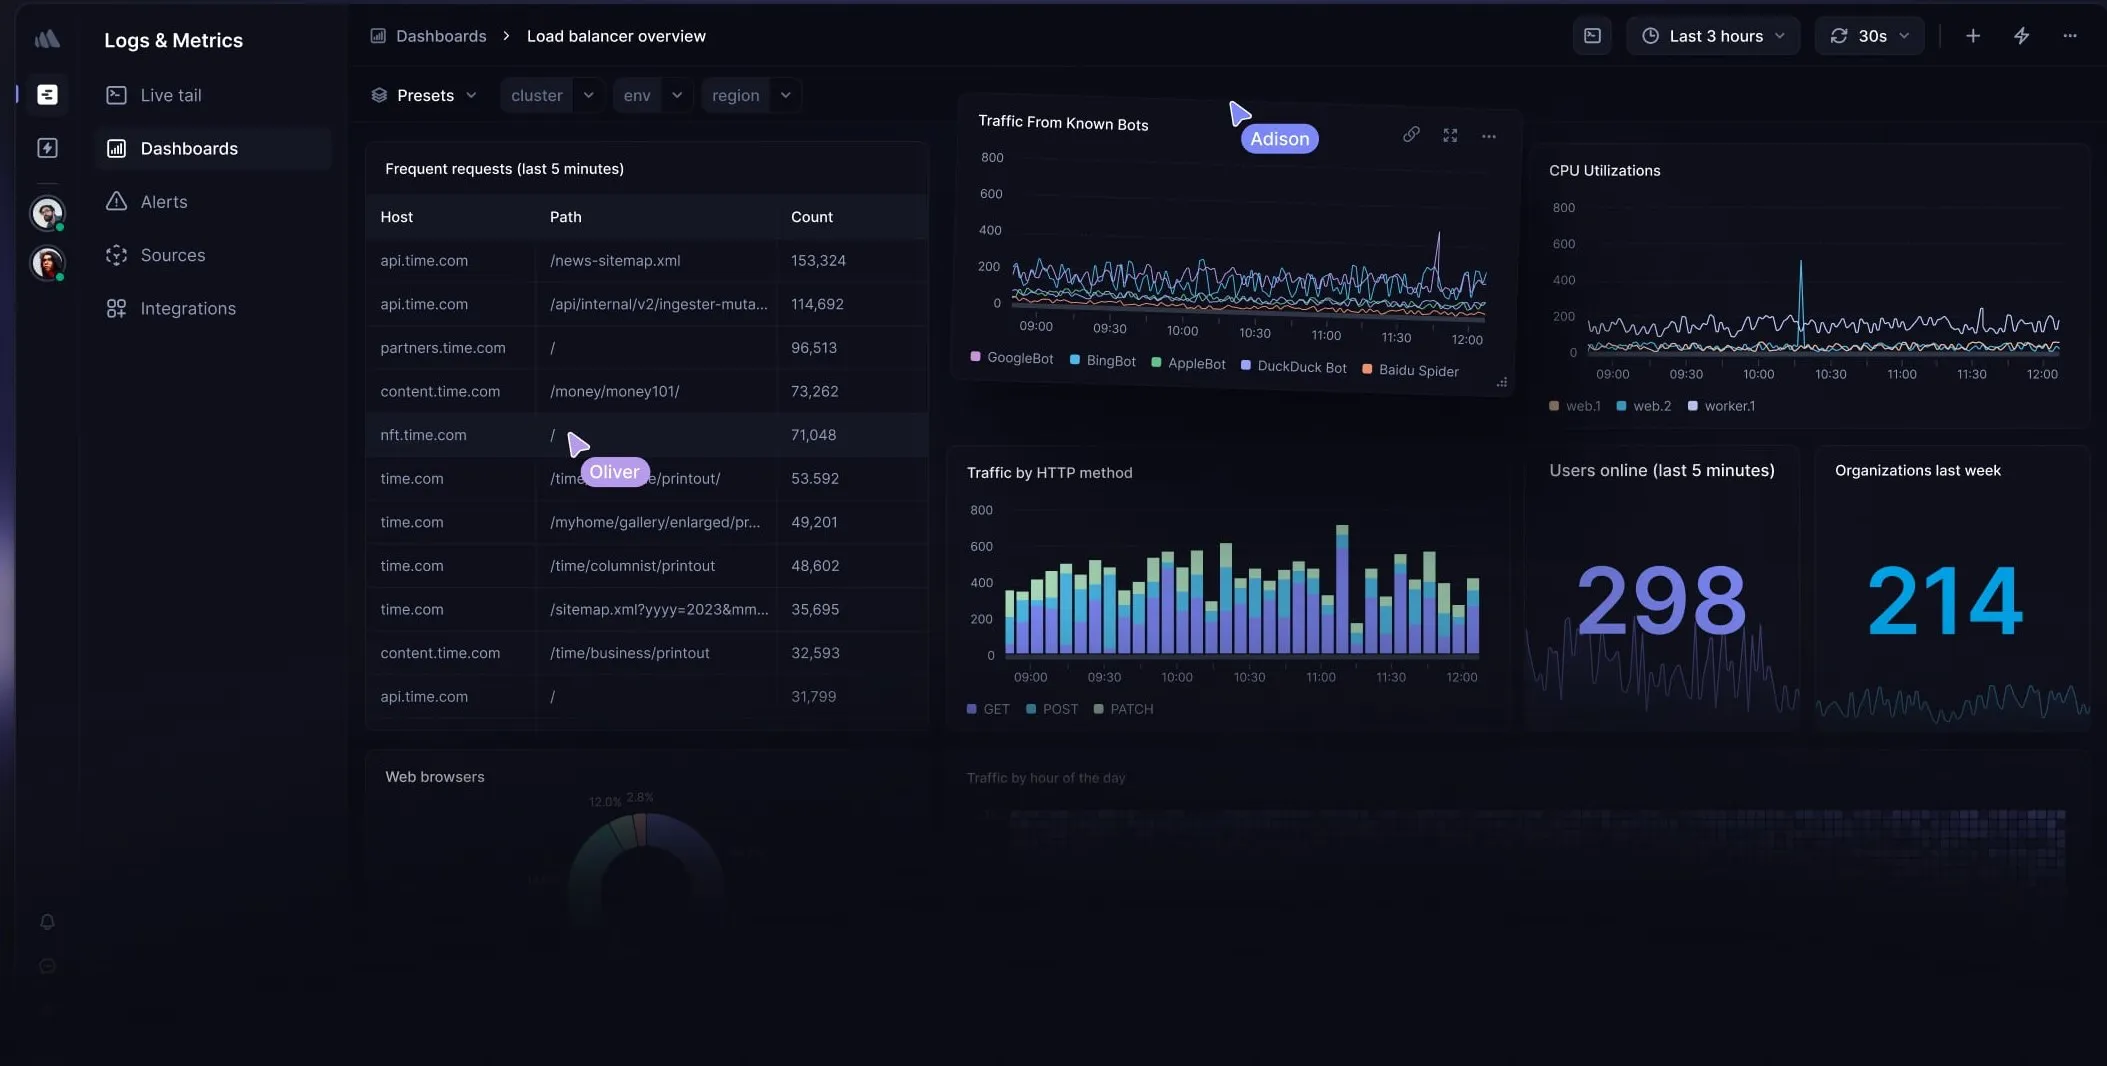 Logs & Metrics
Live tail
Dashboards
Alerts
Sources
Integrations
Dashboards > Load balancer overview
Last 3 hours
30s
Presets
cluster
env
region
Frequent requests (last 5 minutes)
Host Path Count
api.time.com /news-sitemap.xml 153,324
api.time.com /api/internal/v2/ingester-muta... 114,692
partners.time.com / 96,513
content.time.com /money/money101/ 73,262
nft.time.com / 71,048
Oliver
time.com /time e/printout/ 53.592
time.com /myhome/gallery/enlarged/pr... 49,201
time.com /time/columnist/printout 48,602
time.com /sitemap.xml?yyyy=2023&mm... 35,695
content.time.com /time/business/printout 32,593
api.time.com / 31,799
Traffic From Known Bots
Adison
800
600
400
200
0
09:00 09:30 10:00 10:30 11:00 11:30 12:00
GoogleBot BingBot AppleBot DuckDuck Bot Baidu Spider
CPU Utilizations
800
600
400
200
0
09:00 09:30 10:00 10:30 11:00 11:30 12:00
web.1 web.2 worker.1
Traffic by HTTP method
800
600
400
200
0
09:00 09:30 10:00 10:30 11:00 11:30 12:00
GET POST PATCH
Users online (last 5 minutes)
298
Organizations last week
214
Web browsers
12.0% 2.8%
Traffic by hour of the day